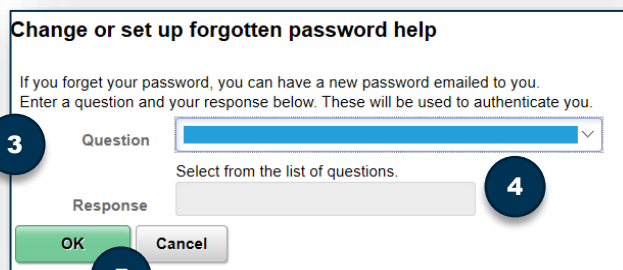 Change or set up forgotten password help
If you forget your password, you can have a new password emailed to you.
Enter a question and your response below. These will be used to authenticate you.
3
Question
Select from the list of questions.
4
Response
OK
Cancel